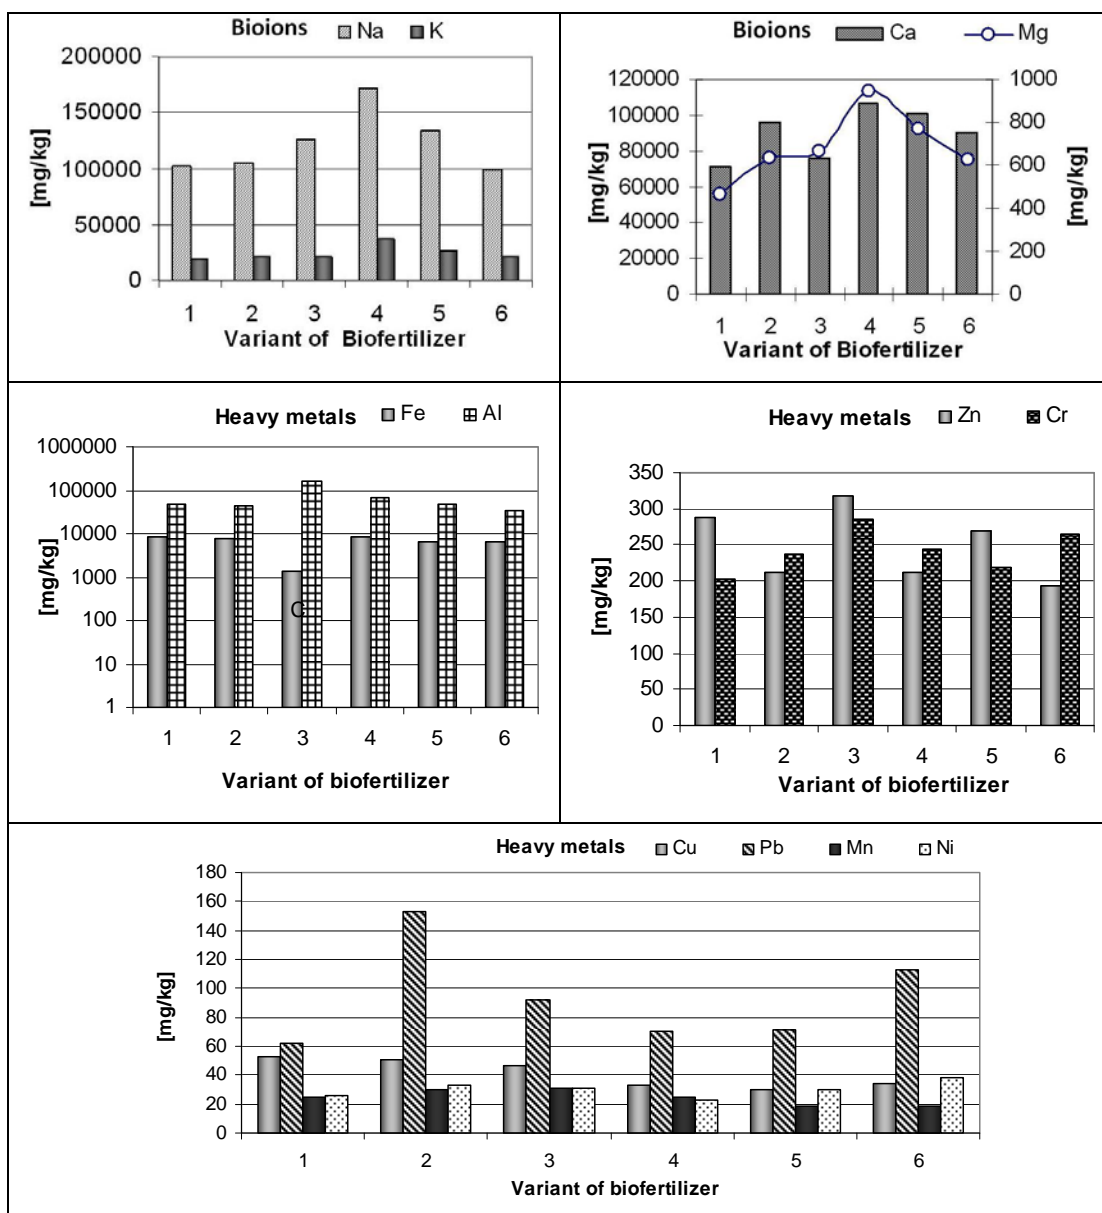 Bioions Na K
200000
150000
100000
50000
0
[mg/kg]
1 2 3 4 5 6
Variant of Biofertilizer
Bioions Ca Mg
120000 1000
100000 800
80000 600
60000 400
40000 200
20000 0
0
[mg/kg]
[mg/kg]
1 2 3 4 5 6
Variant of Biofertilizer
Heavy metals Fe Al
1000000
100000
10000
1000
100
10
1
[mg/kg]
C
1 2 3 4 5 6
Variant of biofertilizer
Heavy metals Zn Cr
350
300
250
200
150
100
50
0
[mg/kg]
1 2 3 4 5 6
Variant of biofertilizer
Heavy metals Cu Pb Mn Ni
180
160
140
120
100
80
60
40
20
0
[mg/kg]
1 2 3 4 5 6
Variant of biofertilizer